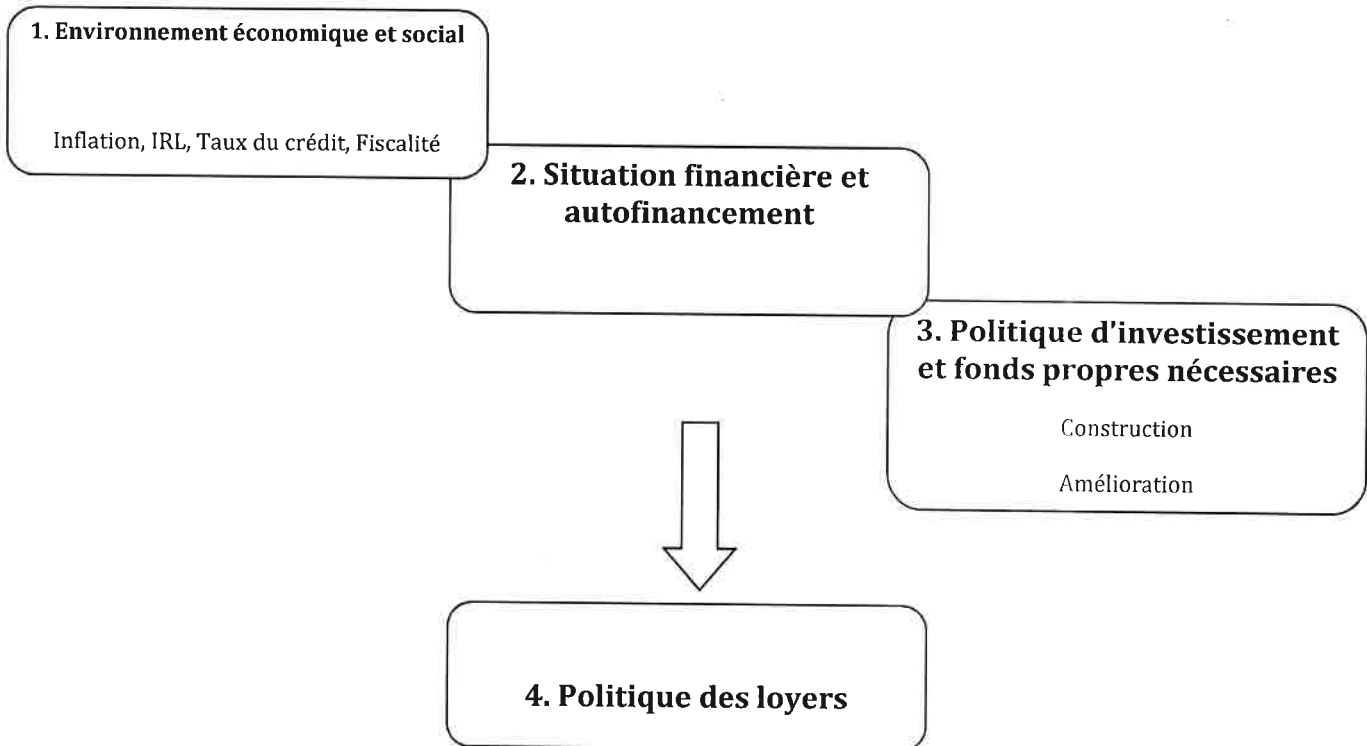 1. Environnement économique et social
Inflation, IRL, Taux du crédit, Fiscalité
2. Situation financière et
autofinancement
3. Politique d'investissement
et fonds propres nécessaires
Construction
Amélioration
4. Politique des loyers